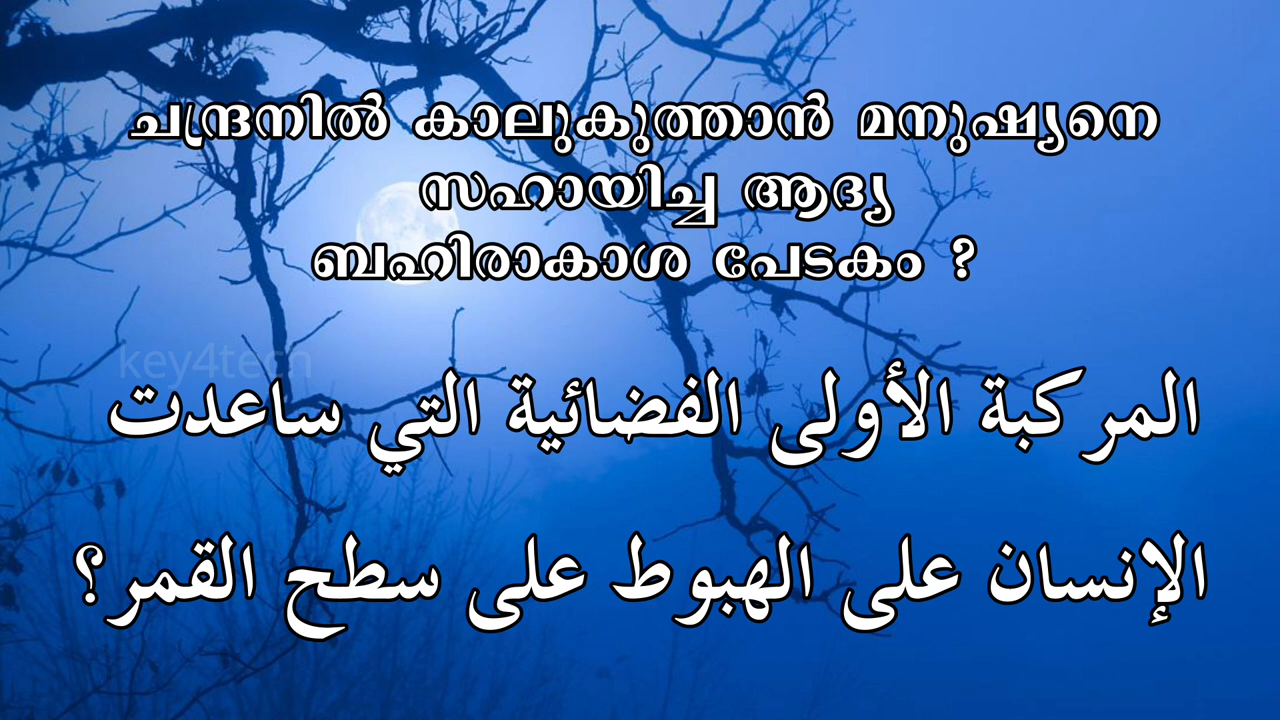 ചന്ദ്രനിൽ കാലുകുത്താൻ മനുഷ്യനെ
സഹായിച്ച ആദ്യ
ബഹിരാകാശ പേടകം ?
key4tech
المركبة الأولى الفضائية التي ساعدت
الإنسان على الهبوط على سطح القمر؟